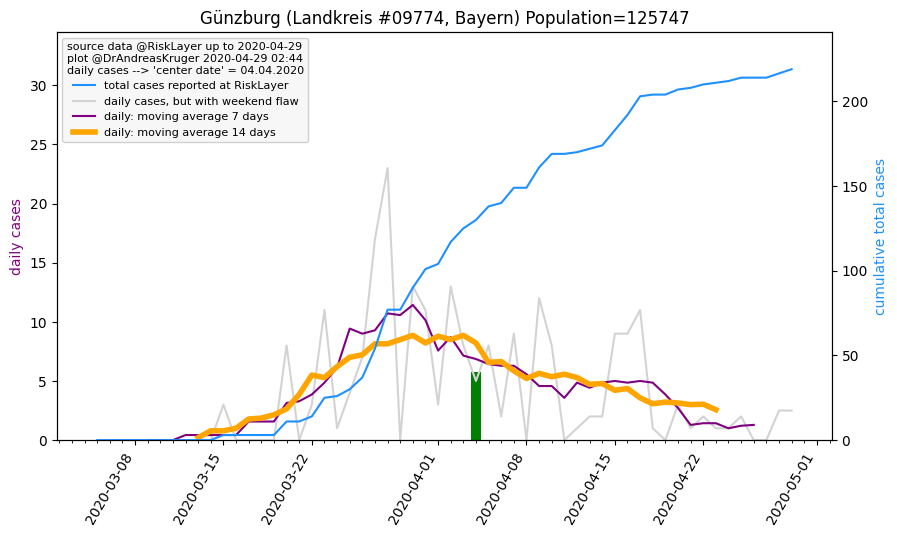 Günzburg (Landkreis #09774, Bayern) Population=125747
source data @RiskLayer up to 2020-04-29
plot @DrAndreasKruger 2020-04-29 02:44
daily cases --> 'center date' = 04.04.2020
total cases reported at RiskLayer
daily cases, but with weekend flaw
daily: moving average 7 days
daily: moving average 14 days
daily cases
30
25
20
15
10
5
0
200
150
100
50
0
cumulative total cases
2020-03-08
2020-03-15
2020-03-22
2020-04-01
2020-04-08
2020-04-15
2020-04-22
2020-05-01